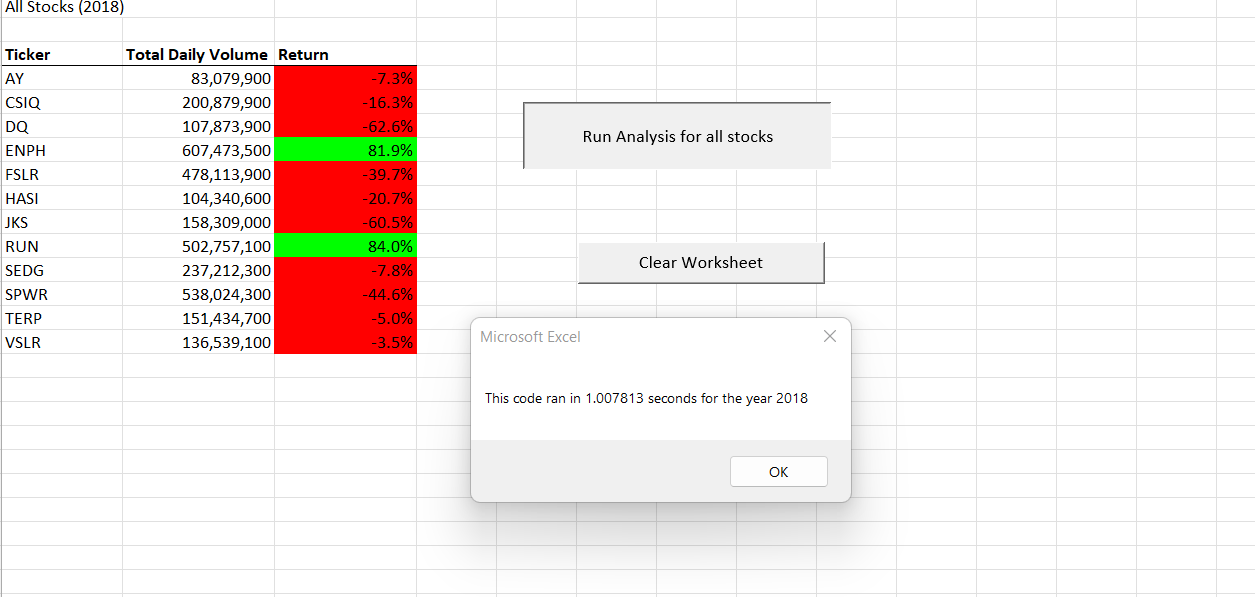 All Stocks (2018)
Ticker Total Daily Volume Return
AY 83,079,900 -7.3%
CSIQ 200,879,900 -16.3%
DQ 107,873,900 -62.6%
ENPH 607,473,500 81.9%
FSLR 478,113,900 -39.7%
HASI 104,340,600 -20.7%
JKS 158,309,000 -60.5%
RUN 502,757,100 84.0%
SEDG 237,212,300 -7.8%
SPWR 538,024,300 -44.6%
TERP 151,434,700 -5.0%
VSLR 136,539,100 -3.5%
Run Analysis for all stocks
Clear Worksheet
Microsoft Excel
This code ran in 1.007813 seconds for the year 2018
OK